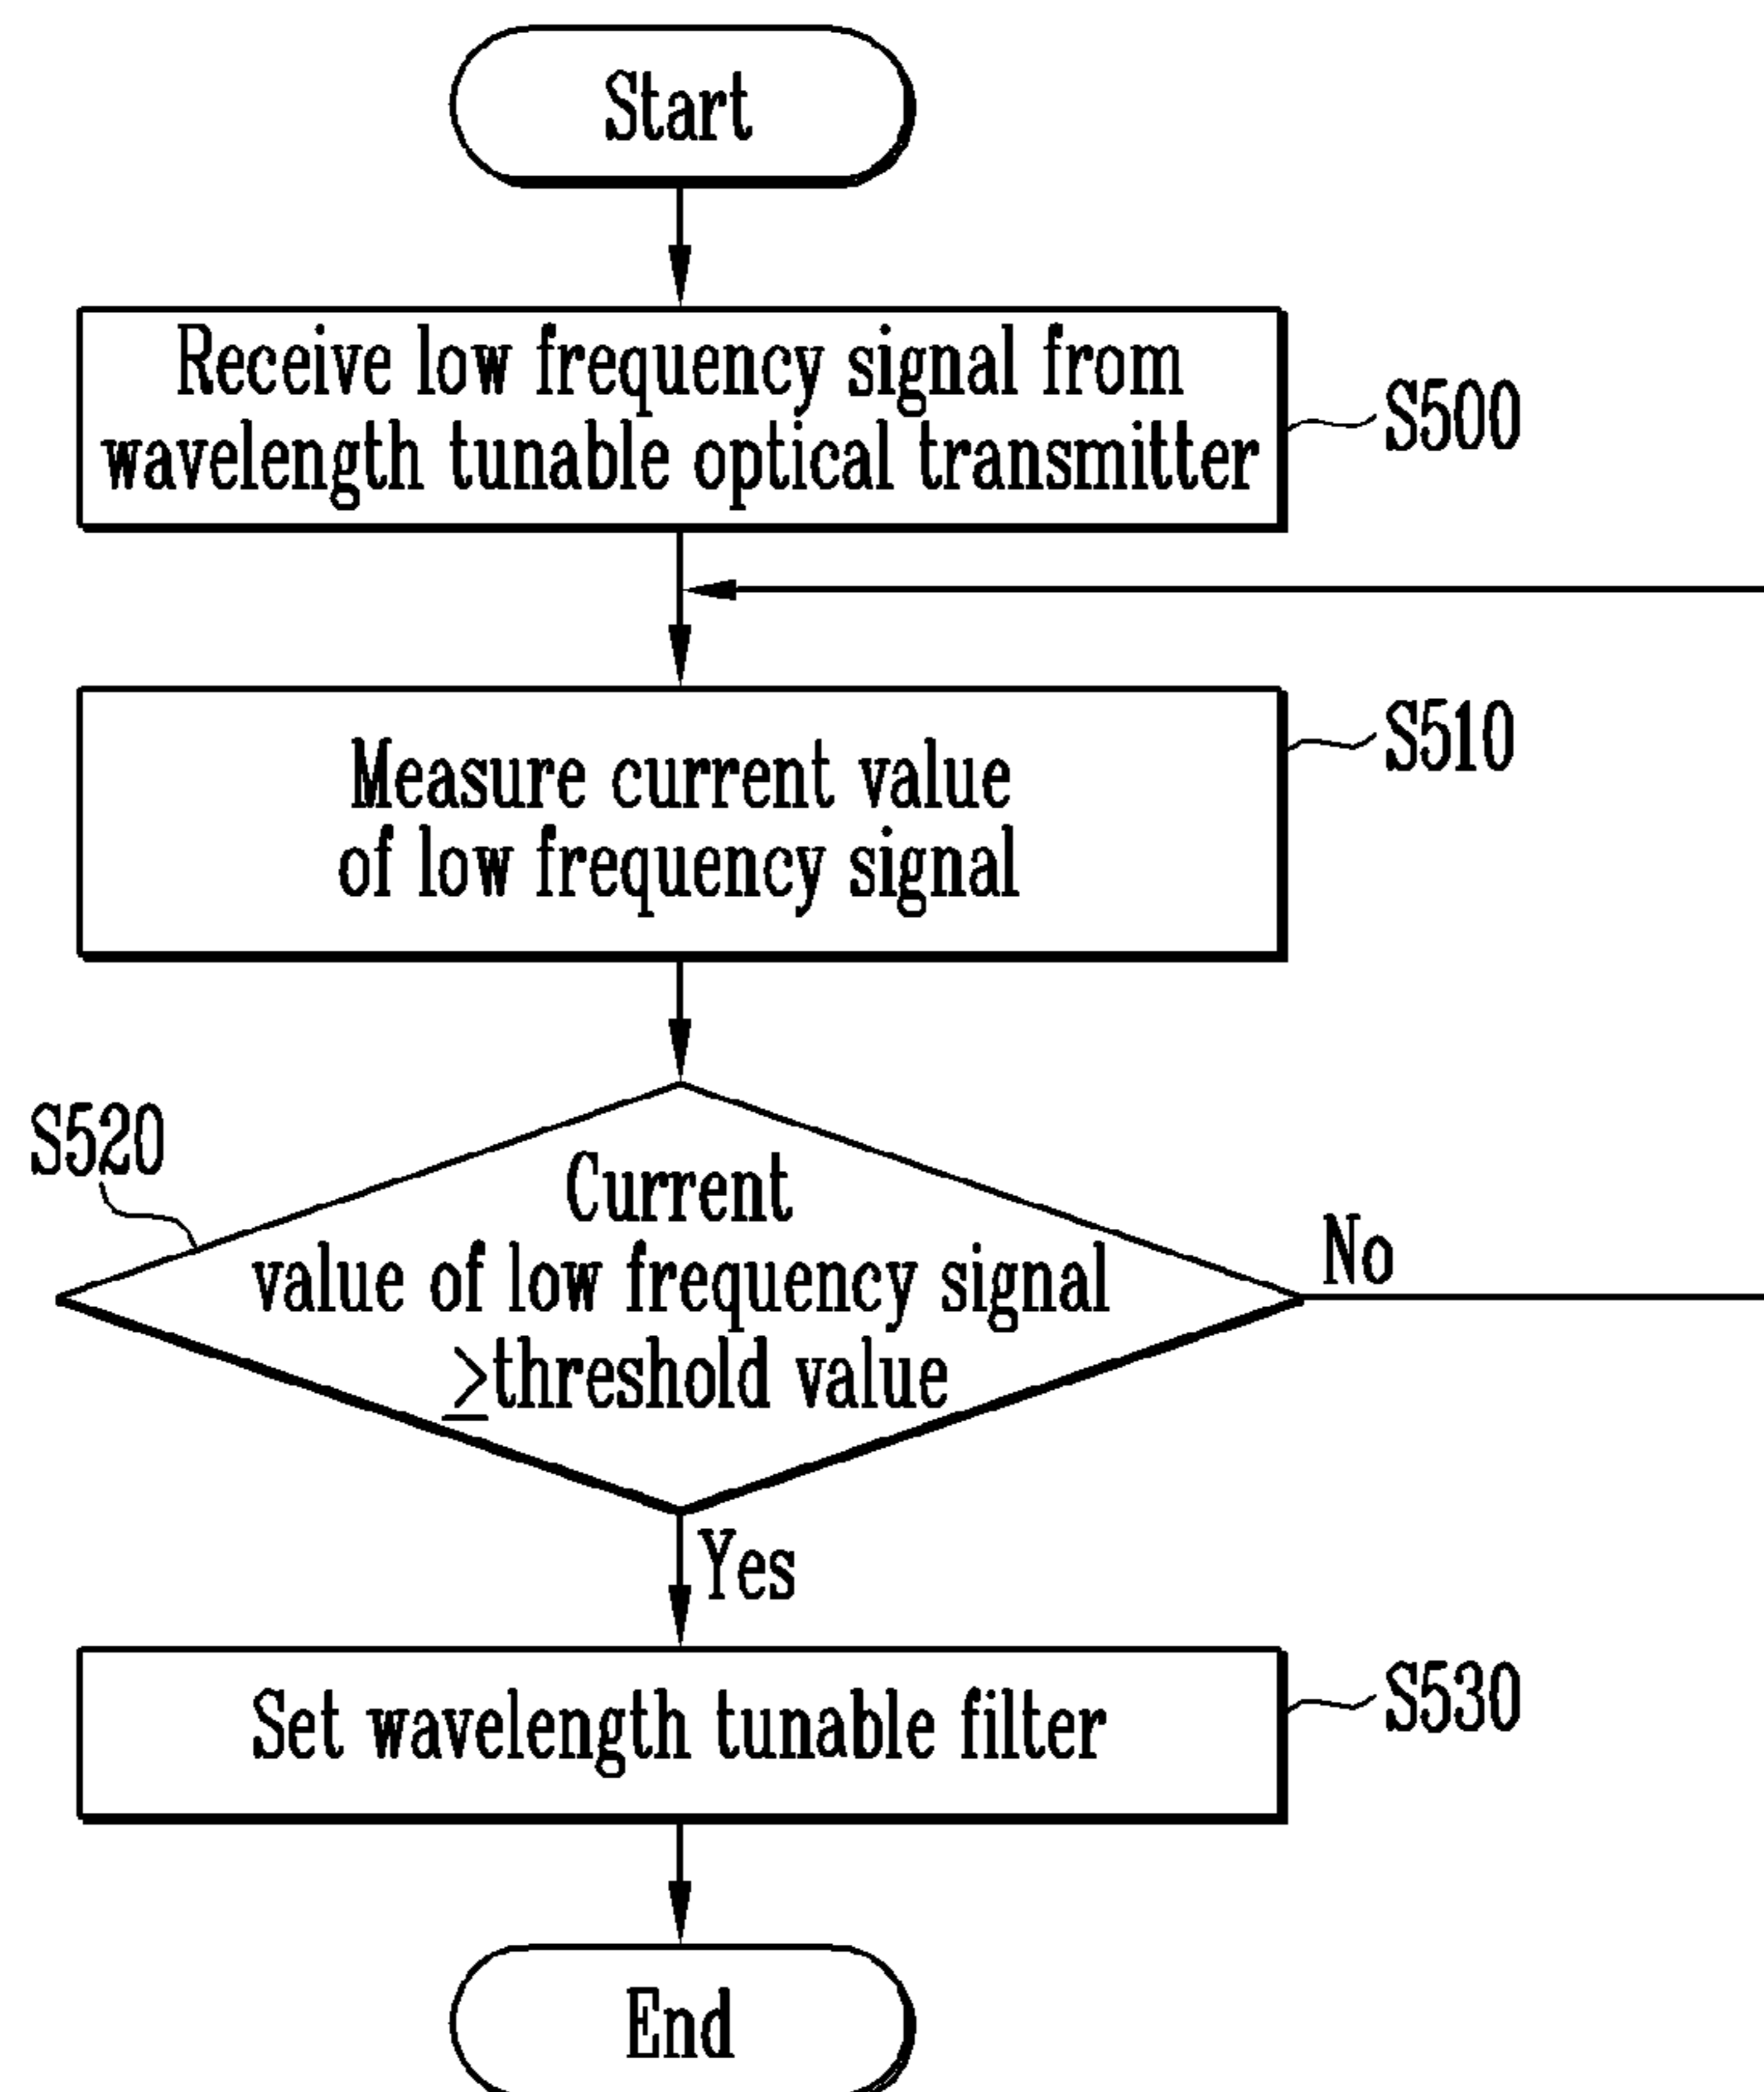 Start
Receive low frequency signal from
wavelength tunable optical transmitter
S500
Measure current value
of low frequency signal
S510
S520
Current
value of low frequency signal
≥threshold value
No
Yes
Set wavelength tunable filter
S530
End